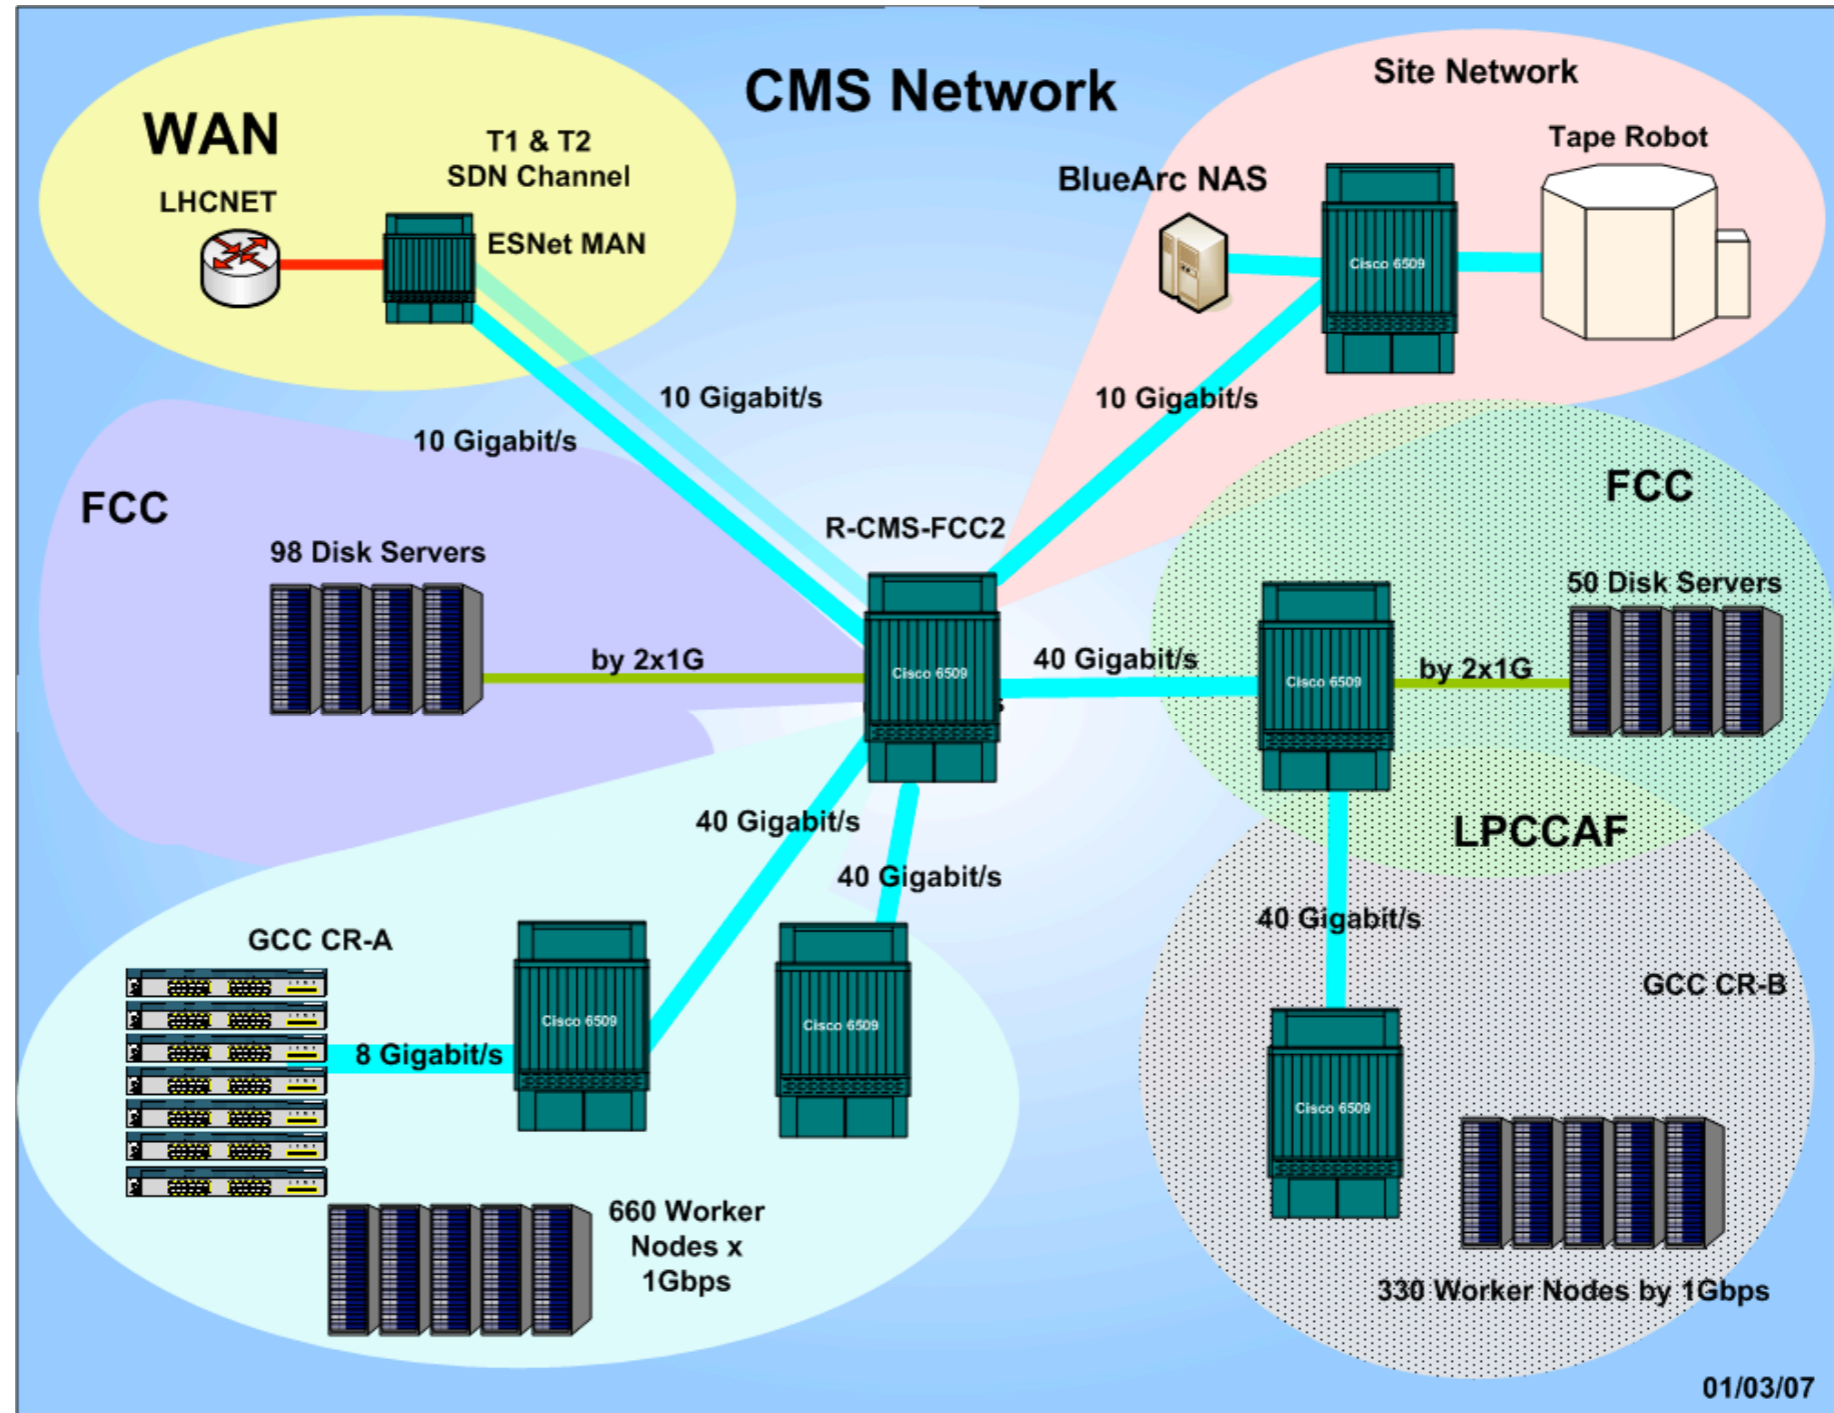 CMS Network
WAN
T1 & T2
SDN Channel
LHCNET
ESNet MAN
Site Network
Tape Robot
BlueArc NAS
Cisco 6509
10 Gigabit/s
10 Gigabit/s
10 Gigabit/s
FCC
98 Disk Servers
by 2x1G
R-CMS-FCC2
Cisco 6509
40 Gigabit/s
FCC
50 Disk Servers
Cisco 6509
by 2x1G
LPCCAF
40 Gigabit/s
40 Gigabit/s
40 Gigabit/s
GCC CR-A
8 Gigabit/s
Cisco 6509
Cisco 6509
660 Worker
Nodes x
1Gbps
GCC CR-B
Cisco 6509
330 Worker Nodes by 1Gbps
01/03/07